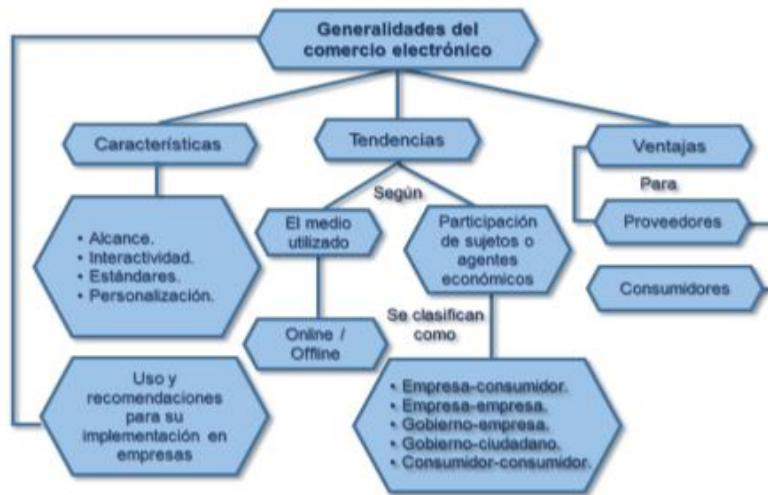 Generalidades del
comercio electrónico
Características
Tendencias
Ventajas
Según
Para
• Alcance.
• Interactividad.
• Estándares.
• Personalización.
El medio
utilizado
Participación
de sujetos o
agentes
económicos
Proveedores
Consumidores
Se clasifican
como
Online /
Offline
Uso y
recomendaciones
para su
implementación en
empresas
• Empresa-consumidor.
• Empresa-empresa.
• Gobierno-empresa.
• Gobierno-ciudadano.
• Consumidor-consumidor.